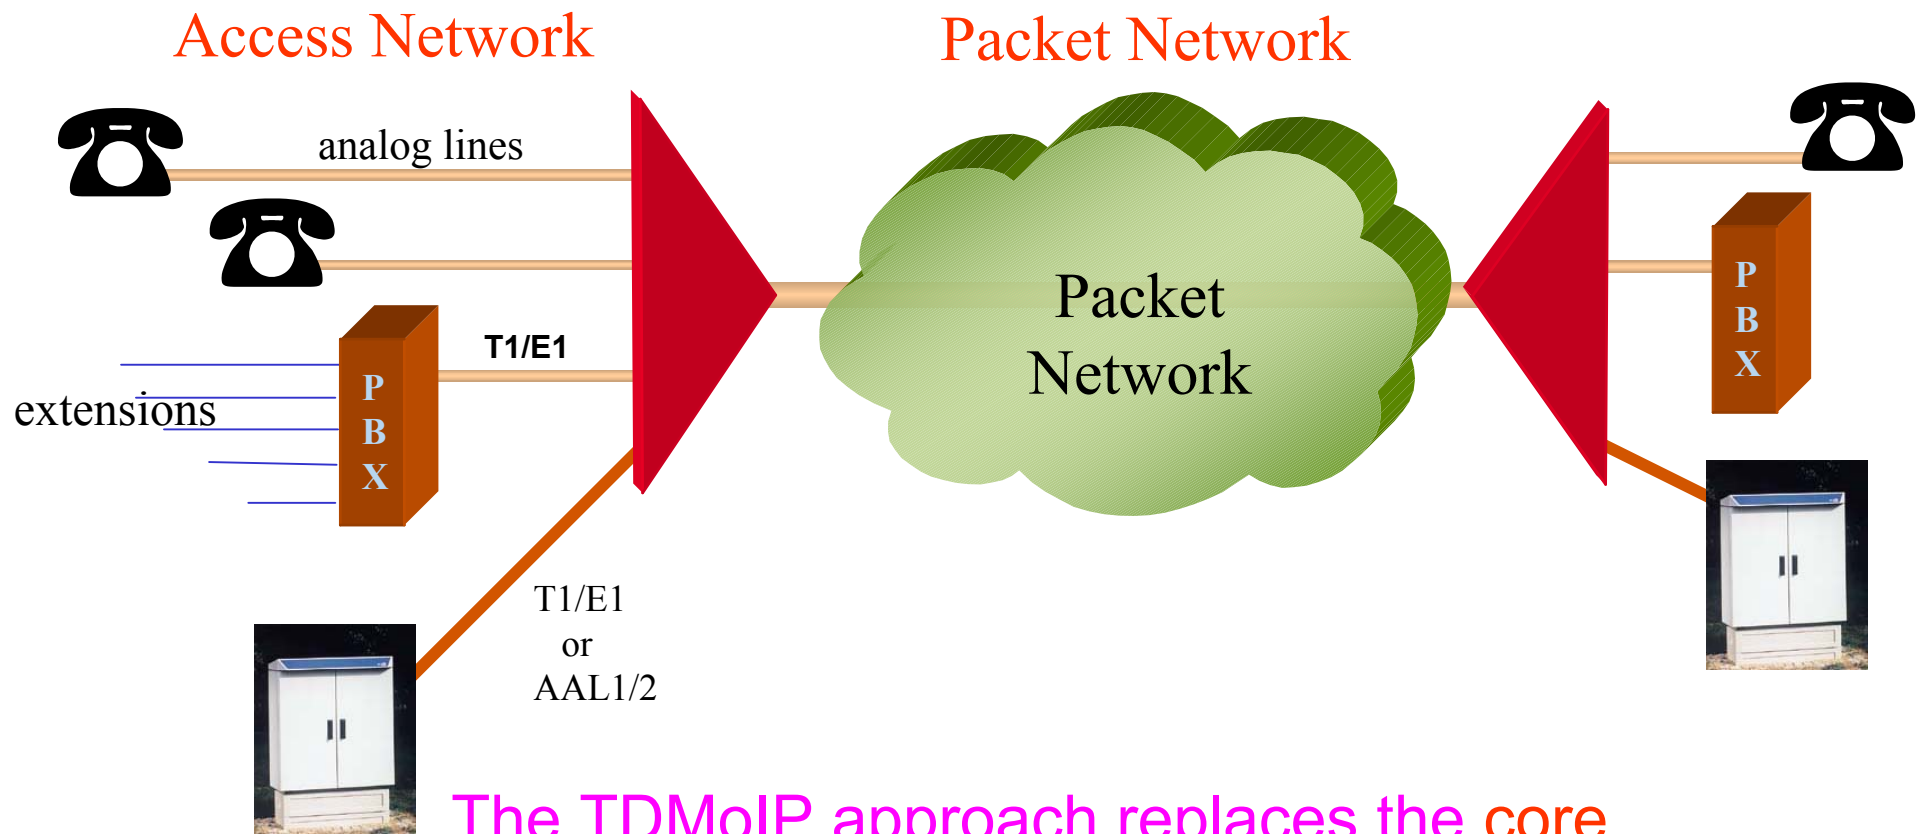 Access Network
Packet Network
analog lines
T1/E1
extensions
P
B
X
Packet
Network
P
B
X
T1/E1
or
AAL1/2
The TDMoIP approach replaces the core